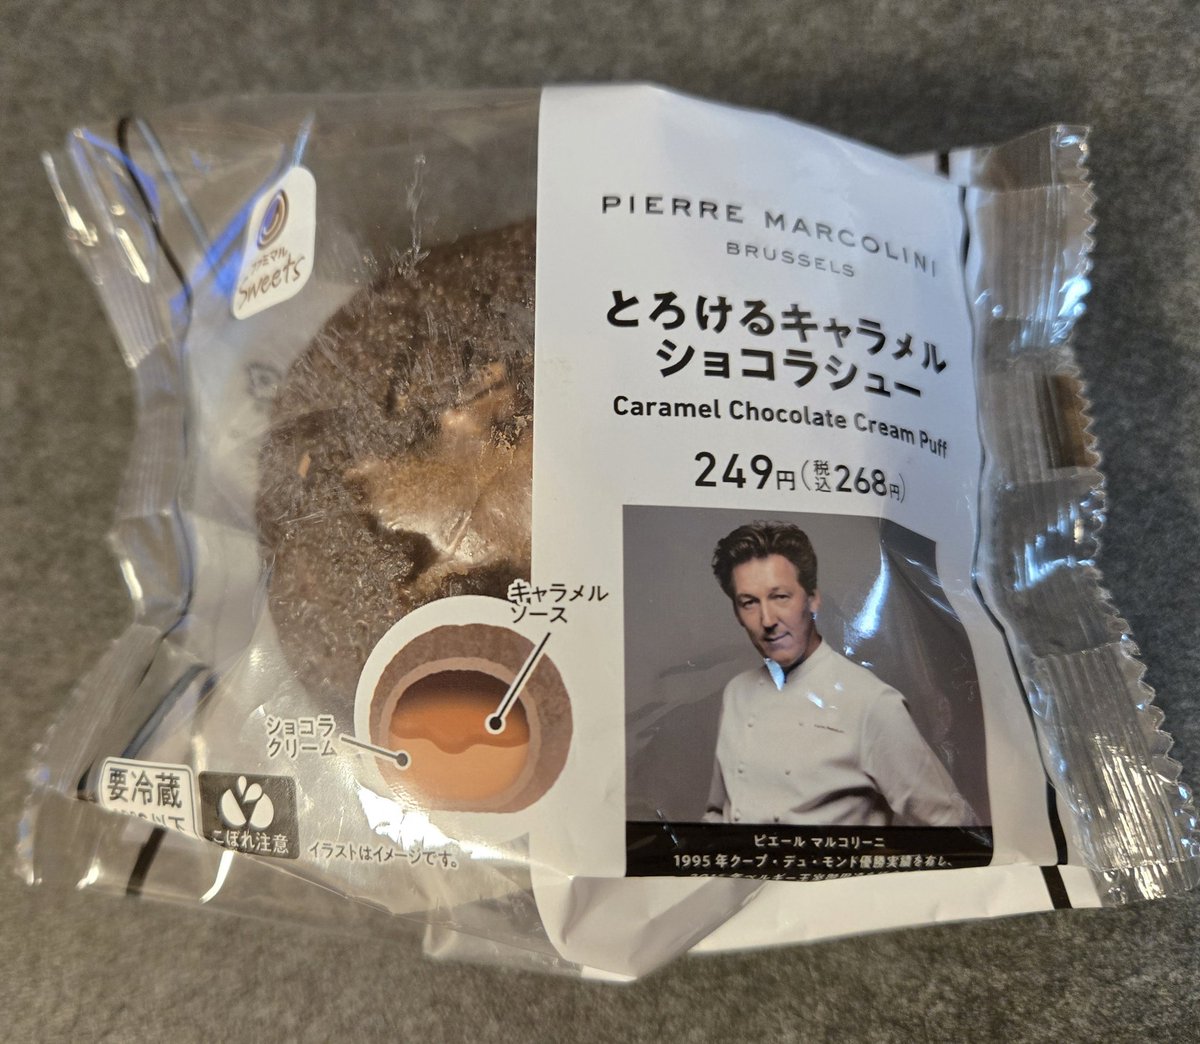 ファミマル
Sweets
PIERRE MARCOLINI
BRUSSELS
とろけるキャラメル
ショコラシュー
Caramel Chocolate Cream Puff
249円(税込268円)
キャラメル
ソース
ショコラ
クリーム
要冷蔵
こぼれ注意
イラストはイメージです。
ピエール マルコリーニ
1995年クープ・デュ・モンド優勝実績を有し、